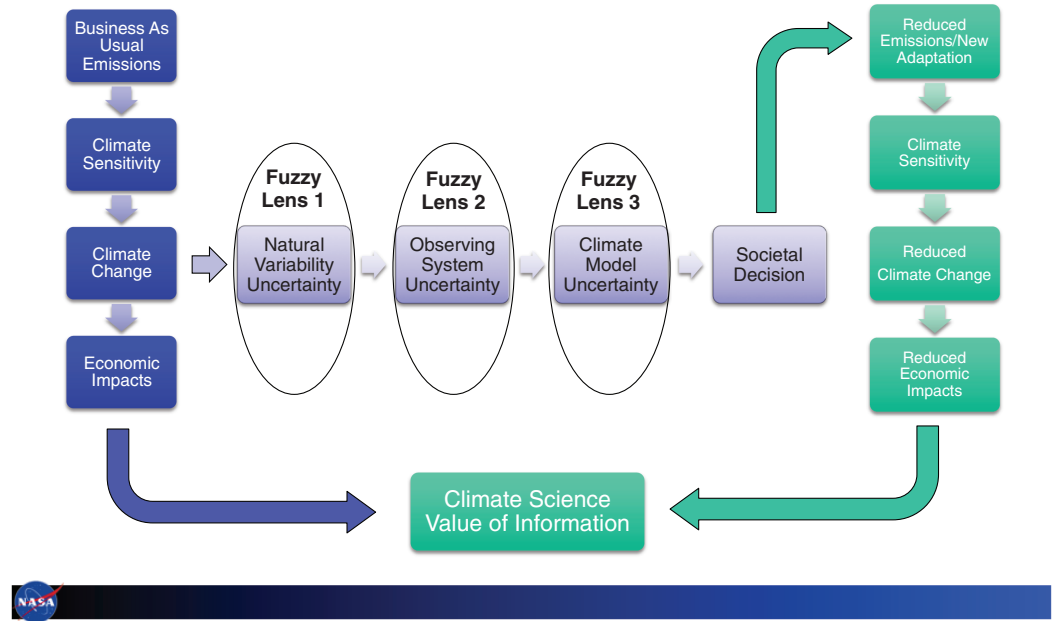 Business As
Usual
Emissions
Climate
Sensitivity
Climate
Change
Economic
Impacts
Fuzzy
Lens 1
Natural
Variability
Uncertainty
Fuzzy
Lens 2
Observing
System
Uncertainty
Fuzzy
Lens 3
Climate
Model
Uncertainty
Societal
Decision
Reduced
Emissions/New
Adaptation
Climate
Sensitivity
Reduced
Climate Change
Reduced
Economic
Impacts
Climate Science
Value of Information
NASA